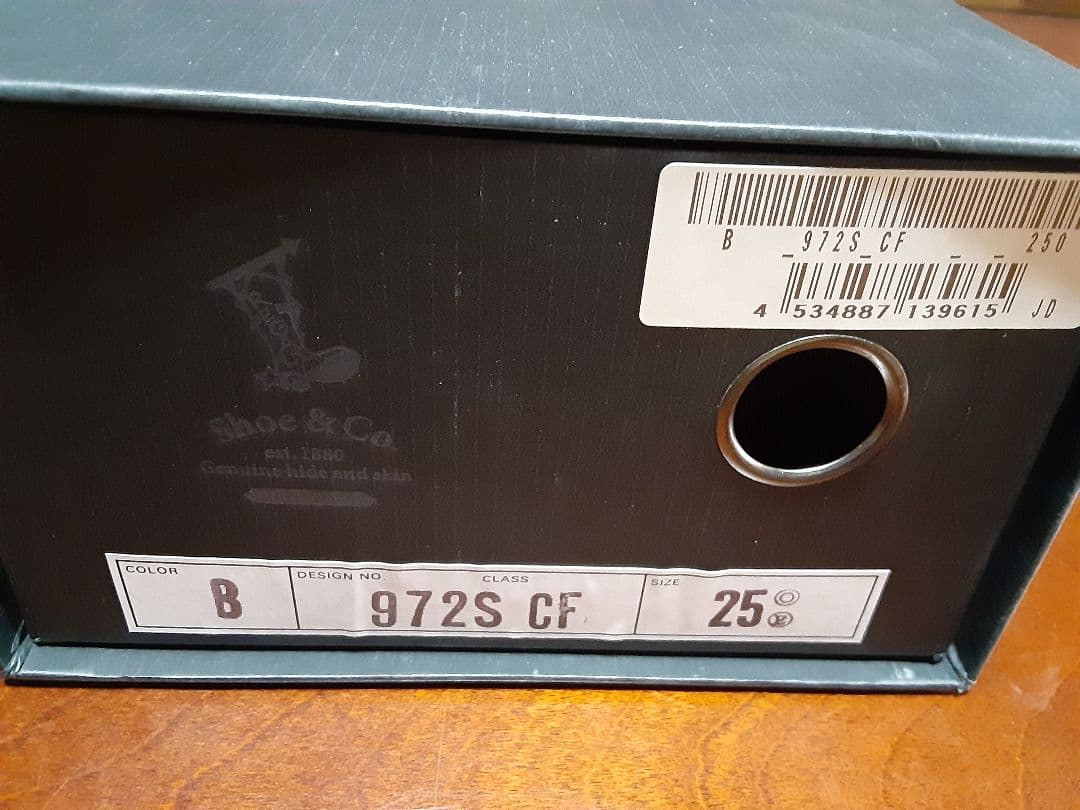 B _972S_CF _ _ 250
4 534887 139615 JD
Shoe & Co.
est. 1880
Genuine hide and skin
COLOR B DESIGN NO. CLASS 972S CF SIZE 25 E